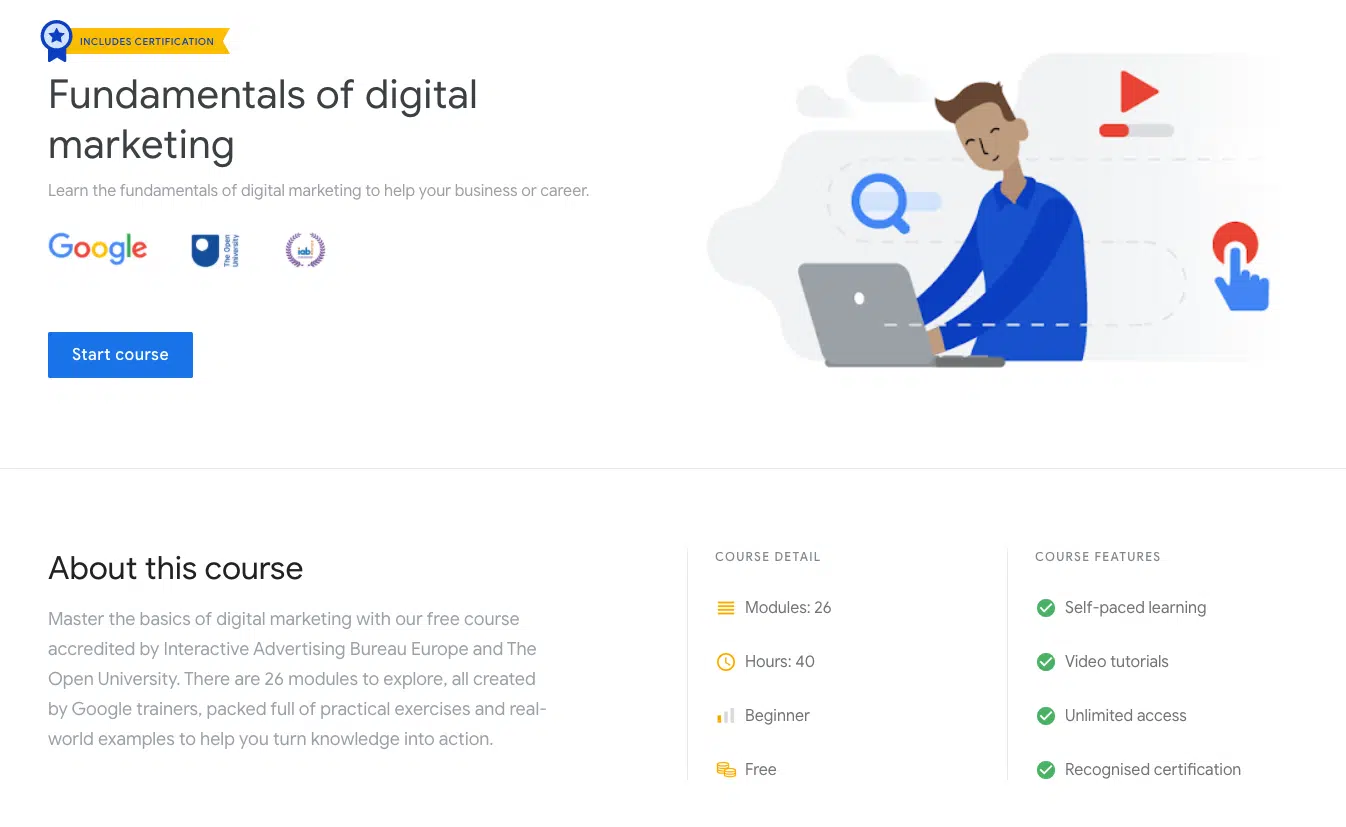 INCLUDES CERTIFICATION
Fundamentals of digital
marketing
Learn the fundamentals of digital marketing to help your business or career.
Google
The Open
University
iab
Start course
About this course
Master the basics of digital marketing with our free course
accredited by Interactive Advertising Bureau Europe and The
Open University. There are 26 modules to explore, all created
by Google trainers, packed full of practical exercises and real-
world examples to help you turn knowledge into action.
COURSE DETAIL
Modules: 26
Hours: 40
Beginner
Free
COURSE FEATURES
Self-paced learning
Video tutorials
Unlimited access
Recognised certification